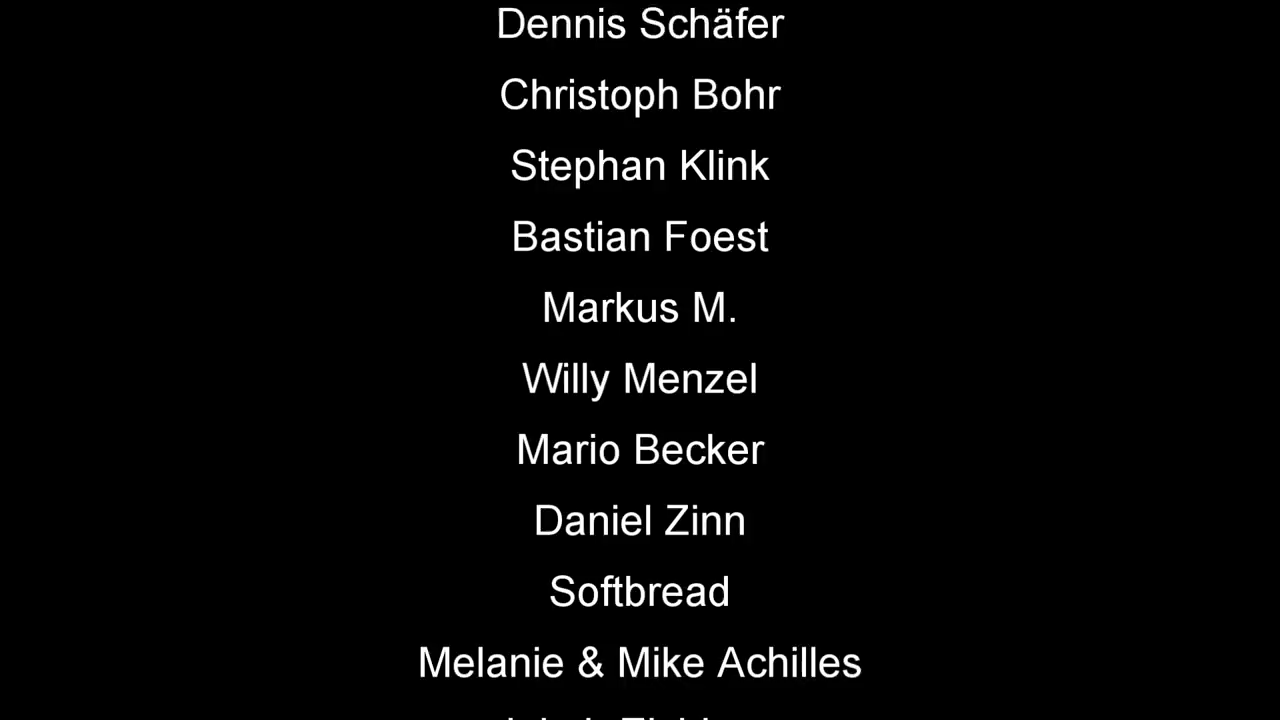 Dennis Schäfer
Christoph Bohr
Stephan Klink
Bastian Foest
Markus M.
Willy Menzel
Mario Becker
Daniel Zinn
Softbread
Melanie & Mike Achilles